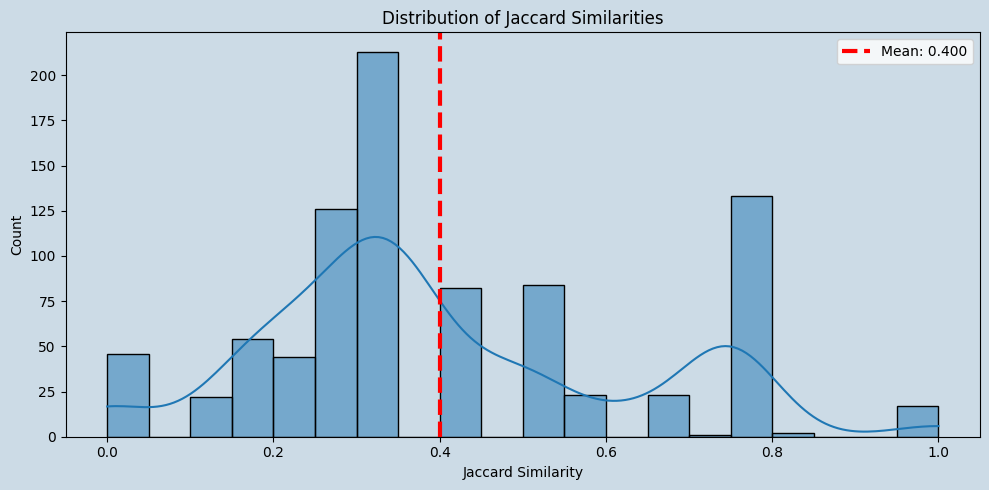 Distribution of Jaccard Similarities
Mean: 0.400
200
175
150
125
100
75
50
25
0
Count
0.0 0.2 0.4 0.6 0.8 1.0
Jaccard Similarity